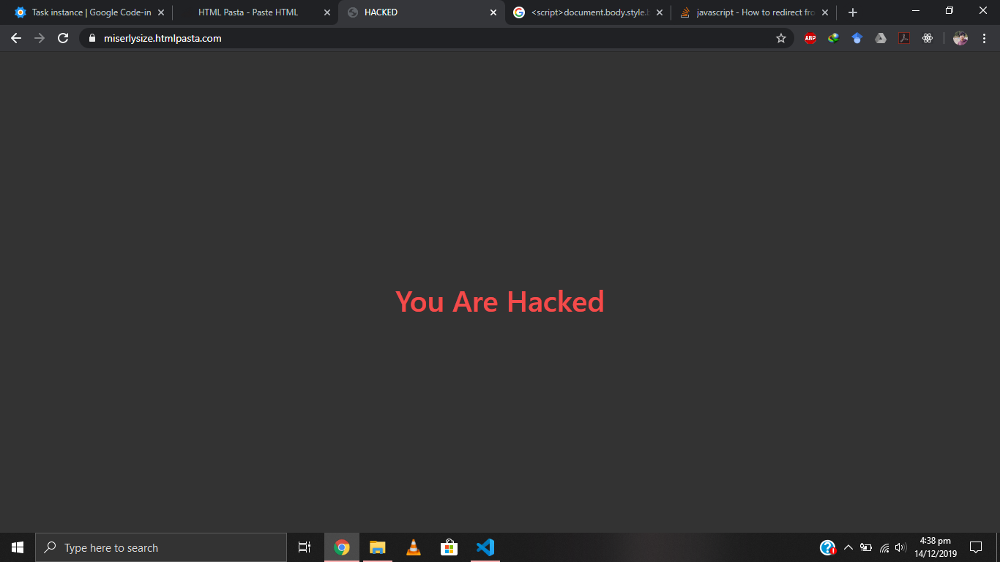 Task instance | Google Code-in
HTML Pasta - Paste HTML
HACKED
<script>document.body.style.b
javascript - How to redirect fro
miserlysize.htmlpasta.com
ABP
You Are Hacked
Type here to search
4:38 pm
14/12/2019